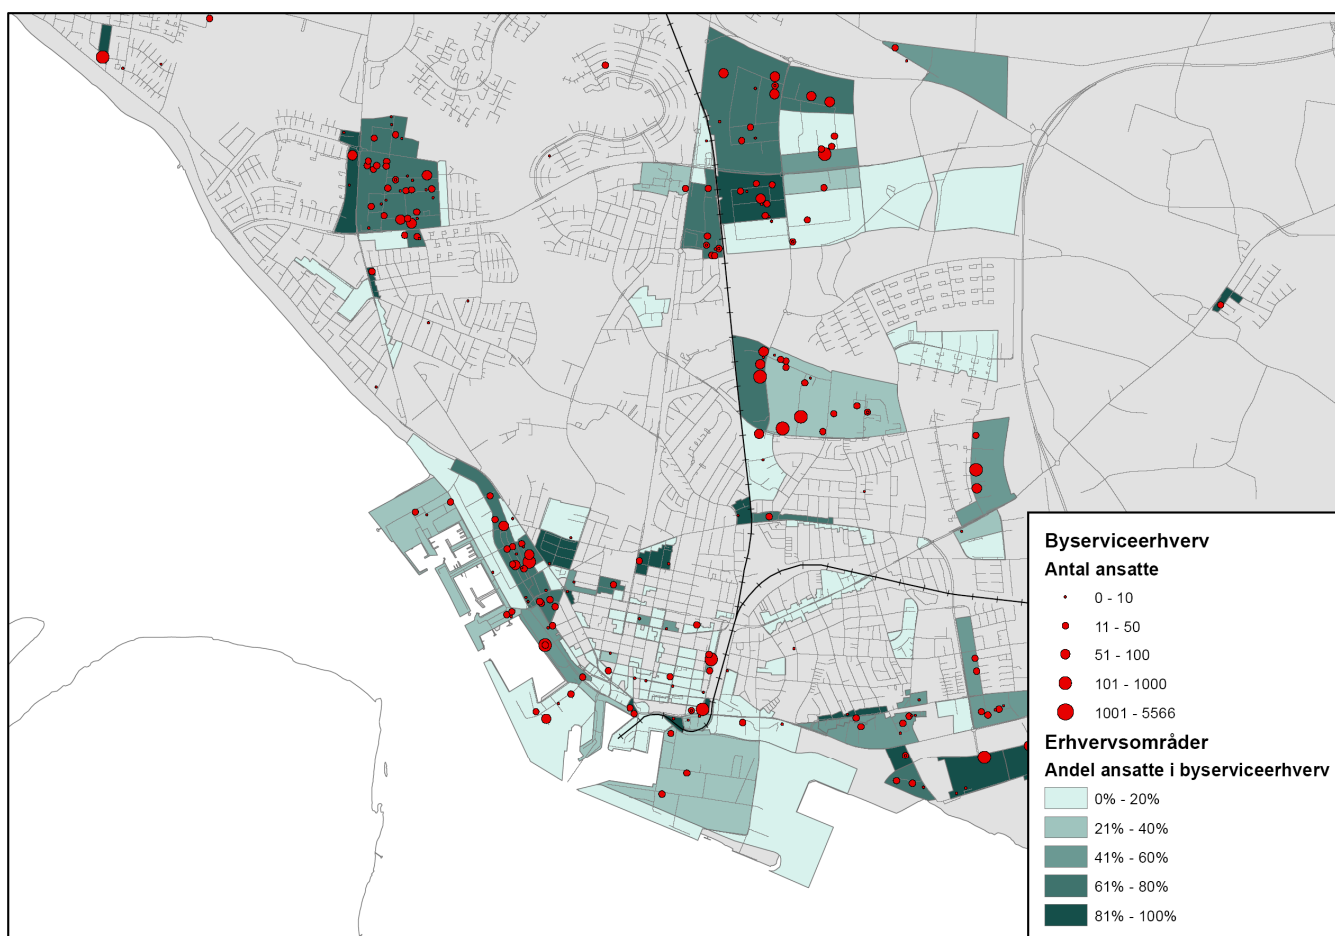 Byserviceerhverv
Antal ansatte
0 - 10
11 - 50
51 - 100
101 - 1000
1001 - 5566
Erhvervsområder
Andel ansatte i byserviceerhverv
0% - 20%
21% - 40%
41% - 60%
61% - 80%
81% - 100%